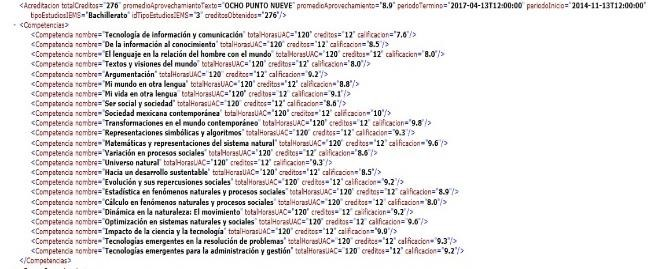 <Acreditacion totalCreditos="276" promedioAprovechamientoTexto="OCHO PUNTO NUEVE" promedioAprovechamiento="8.9" periodoTermino="2017-04-13T12:00:00" periodoInicio="2014-11-13T12:00:00"
tipoEstudiosIEMS="Bachillerato" idTipoEstudiosIEMS="3" creditosObtenidos="276"/>
- <Competencias>
<Competencia nombre="Tecnología de información y comunicación" totalHorasUAC="120" creditos="12" calificacion="7.6"/>
<Competencia nombre="De la información al conocimiento" totalHorasUAC="120" creditos="12" calificacion="8.5"/>
<Competencia nombre="El lenguaje en la relación del hombre con el mundo" totalHorasUAC="120" creditos="12" calificacion="8.0"/>
<Competencia nombre="Textos y visiones del mundo" totalHorasUAC="120" creditos="12" calificacion="8.0"/>
<Competencia nombre="Argumentación" totalHorasUAC="120" creditos="12" calificacion="9.2"/>
<Competencia nombre="Mi mundo en otra lengua" totalHorasUAC="120" creditos="12" calificacion="8.8"/>
<Competencia nombre="Mi vida en otra lengua" totalHorasUAC="120" creditos="12" calificacion="9.1"/>
<Competencia nombre="Ser social y sociedad" totalHorasUAC="120" creditos="12" calificacion="8.6"/>
<Competencia nombre="Sociedad mexicana contemporánea" totalHorasUAC="120" creditos="12" calificacion="10"/>
<Competencia nombre="Transformaciones en el mundo contemporáneo" totalHorasUAC="120" creditos="12" calificacion="9.8"/>
<Competencia nombre="Representaciones simbólicas y algoritmos" totalHorasUAC="120" creditos="12" calificacion="9.3"/>
<Competencia nombre="Matemáticas y representaciones del sistema natural" totalHorasUAC="120" creditos="12" calificacion="9.6"/>
<Competencia nombre="Variación en procesos sociales" totalHorasUAC="120" creditos="12" calificacion="8.6"/>
<Competencia nombre="Universo natural" totalHorasUAC="120" creditos="12" calificacion="9.3"/>
<Competencia nombre="Hacia un desarrollo sustentable" totalHorasUAC="120" creditos="12" calificacion="8.5"/>
<Competencia nombre="Evolución y sus repercusiones sociales" totalHorasUAC="120" creditos="12" calificacion="9.2"/>
<Competencia nombre="Estadística en fenómenos naturales y procesos sociales" totalHorasUAC="120" creditos="12" calificacion="8.9"/>
<Competencia nombre="Cálculo en fenómenos naturales y procesos sociales" totalHorasUAC="120" creditos="12" calificacion="8.0"/>
<Competencia nombre="Dinámica en la naturaleza: El movimiento" totalHorasUAC="120" creditos="12" calificacion="9.2"/>
<Competencia nombre="Optimización en sistemas naturales y sociales" totalHorasUAC="120" creditos="12" calificacion="9.6"/>
<Competencia nombre="Impacto de la ciencia y la tecnología" totalHorasUAC="120" creditos="12" calificacion="9.9"/>
<Competencia nombre="Tecnologías emergentes en la resolución de problemas" totalHorasUAC="120" creditos="12" calificacion="9.3"/>
<Competencia nombre="Tecnologías emergentes para la administración y gestión" totalHorasUAC="120" creditos="12" calificacion="9.2"/>
</Competencias>